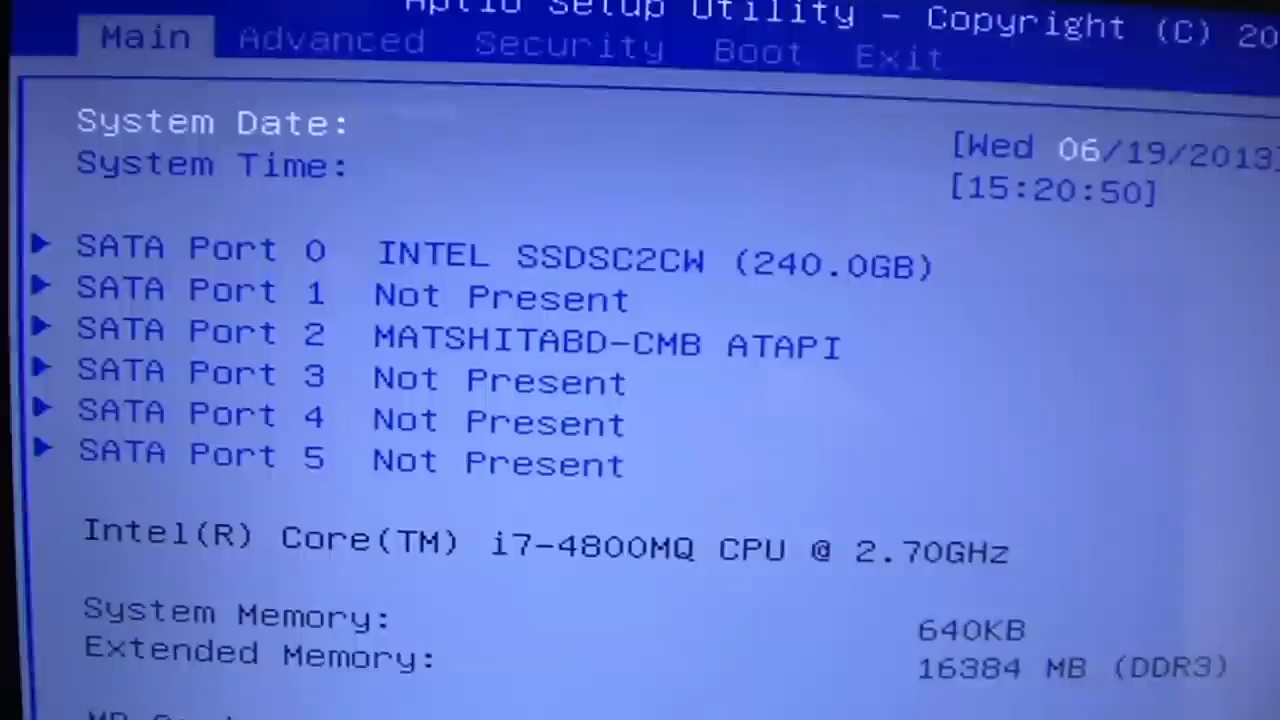 Aptio Setup Utility - Copyright (C) 20
Main Advanced Security Boot Exit
System Date: [Wed 06/19/2013]
System Time: [15:20:50]
SATA Port 0 INTEL SSDSC2CW (240.0GB)
SATA Port 1 Not Present
SATA Port 2 MATSHITABD-CMB ATAPI
SATA Port 3 Not Present
SATA Port 4 Not Present
SATA Port 5 Not Present
Intel(R) Core(TM) i7-4800MQ CPU @ 2.70GHz
System Memory: 640KB
Extended Memory: 16384 MB (DDR3)